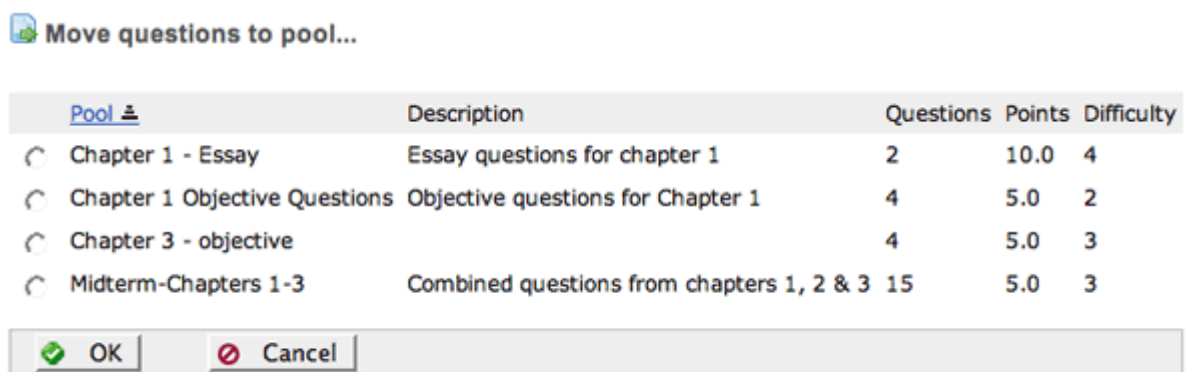 Move questions to pool...
Pool Description Questions Points Difficulty
Chapter 1 - Essay Essay questions for chapter 1 2 10.0 4
Chapter 1 Objective Questions Objective questions for Chapter 1 4 5.0 2
Chapter 3 - objective 4 5.0 3
Midterm-Chapters 1-3 Combined questions from chapters 1, 2 & 3 15 5.0 3
OK Cancel